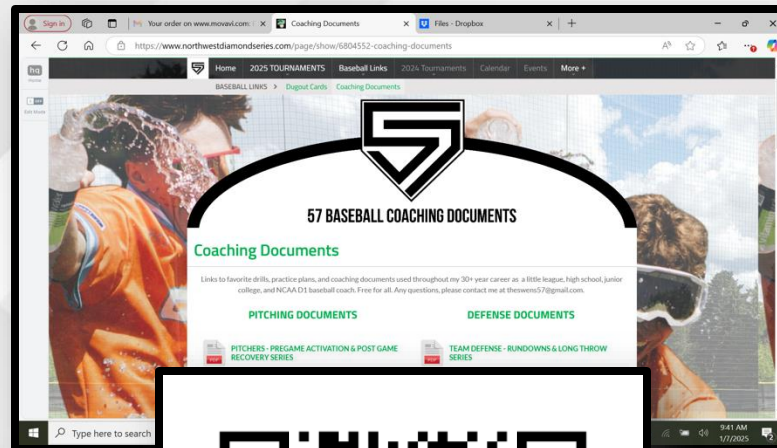 Sign in
Your order on www.movavi.com:
Coaching Documents
Files - Dropbox
https://www.northwestdiamondseries.com/page/show/6804552-coaching-documents
hq
Home
Edit Mode
Home 2025 TOURNAMENTS Baseball Links 2024 Tournaments Calendar Events More +
BASEBALL LINKS > Dugout Cards Coaching Documents
57 BASEBALL COACHING DOCUMENTS
Coaching Documents
Links to favorite drills, practice plans, and coaching documents used throughout my 30+ year career as a little league, high school, junior
college, and NCAA D1 baseball coach. Free for all. Any questions, please contact me at theswens57@gmail.com.
PITCHING DOCUMENTS DEFENSE DOCUMENTS
PITCHERS - PREGAME ACTIVATION & POST GAME
RECOVERY SERIES
TEAM DEFENSE - RUNDOWNS & LONG THROW
SERIES
Type here to search
9:41 AM
1/7/2025